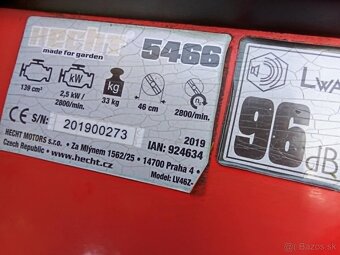 Hecht 5466
made for garden
138 cm³
2,5 kW/
2800/min.
33 kg
46 cm
2800/min.
CE S/N: 201900273
2019
HECHT MOTORS s.r.o. • Za Mlýnem 1562/25 • 14700 Praha 4 •
IAN: 924634
Czech Republic • www.hecht.cz
Model: LV46Z-
kW
kg
LWA
96
dB
Bazos.sk